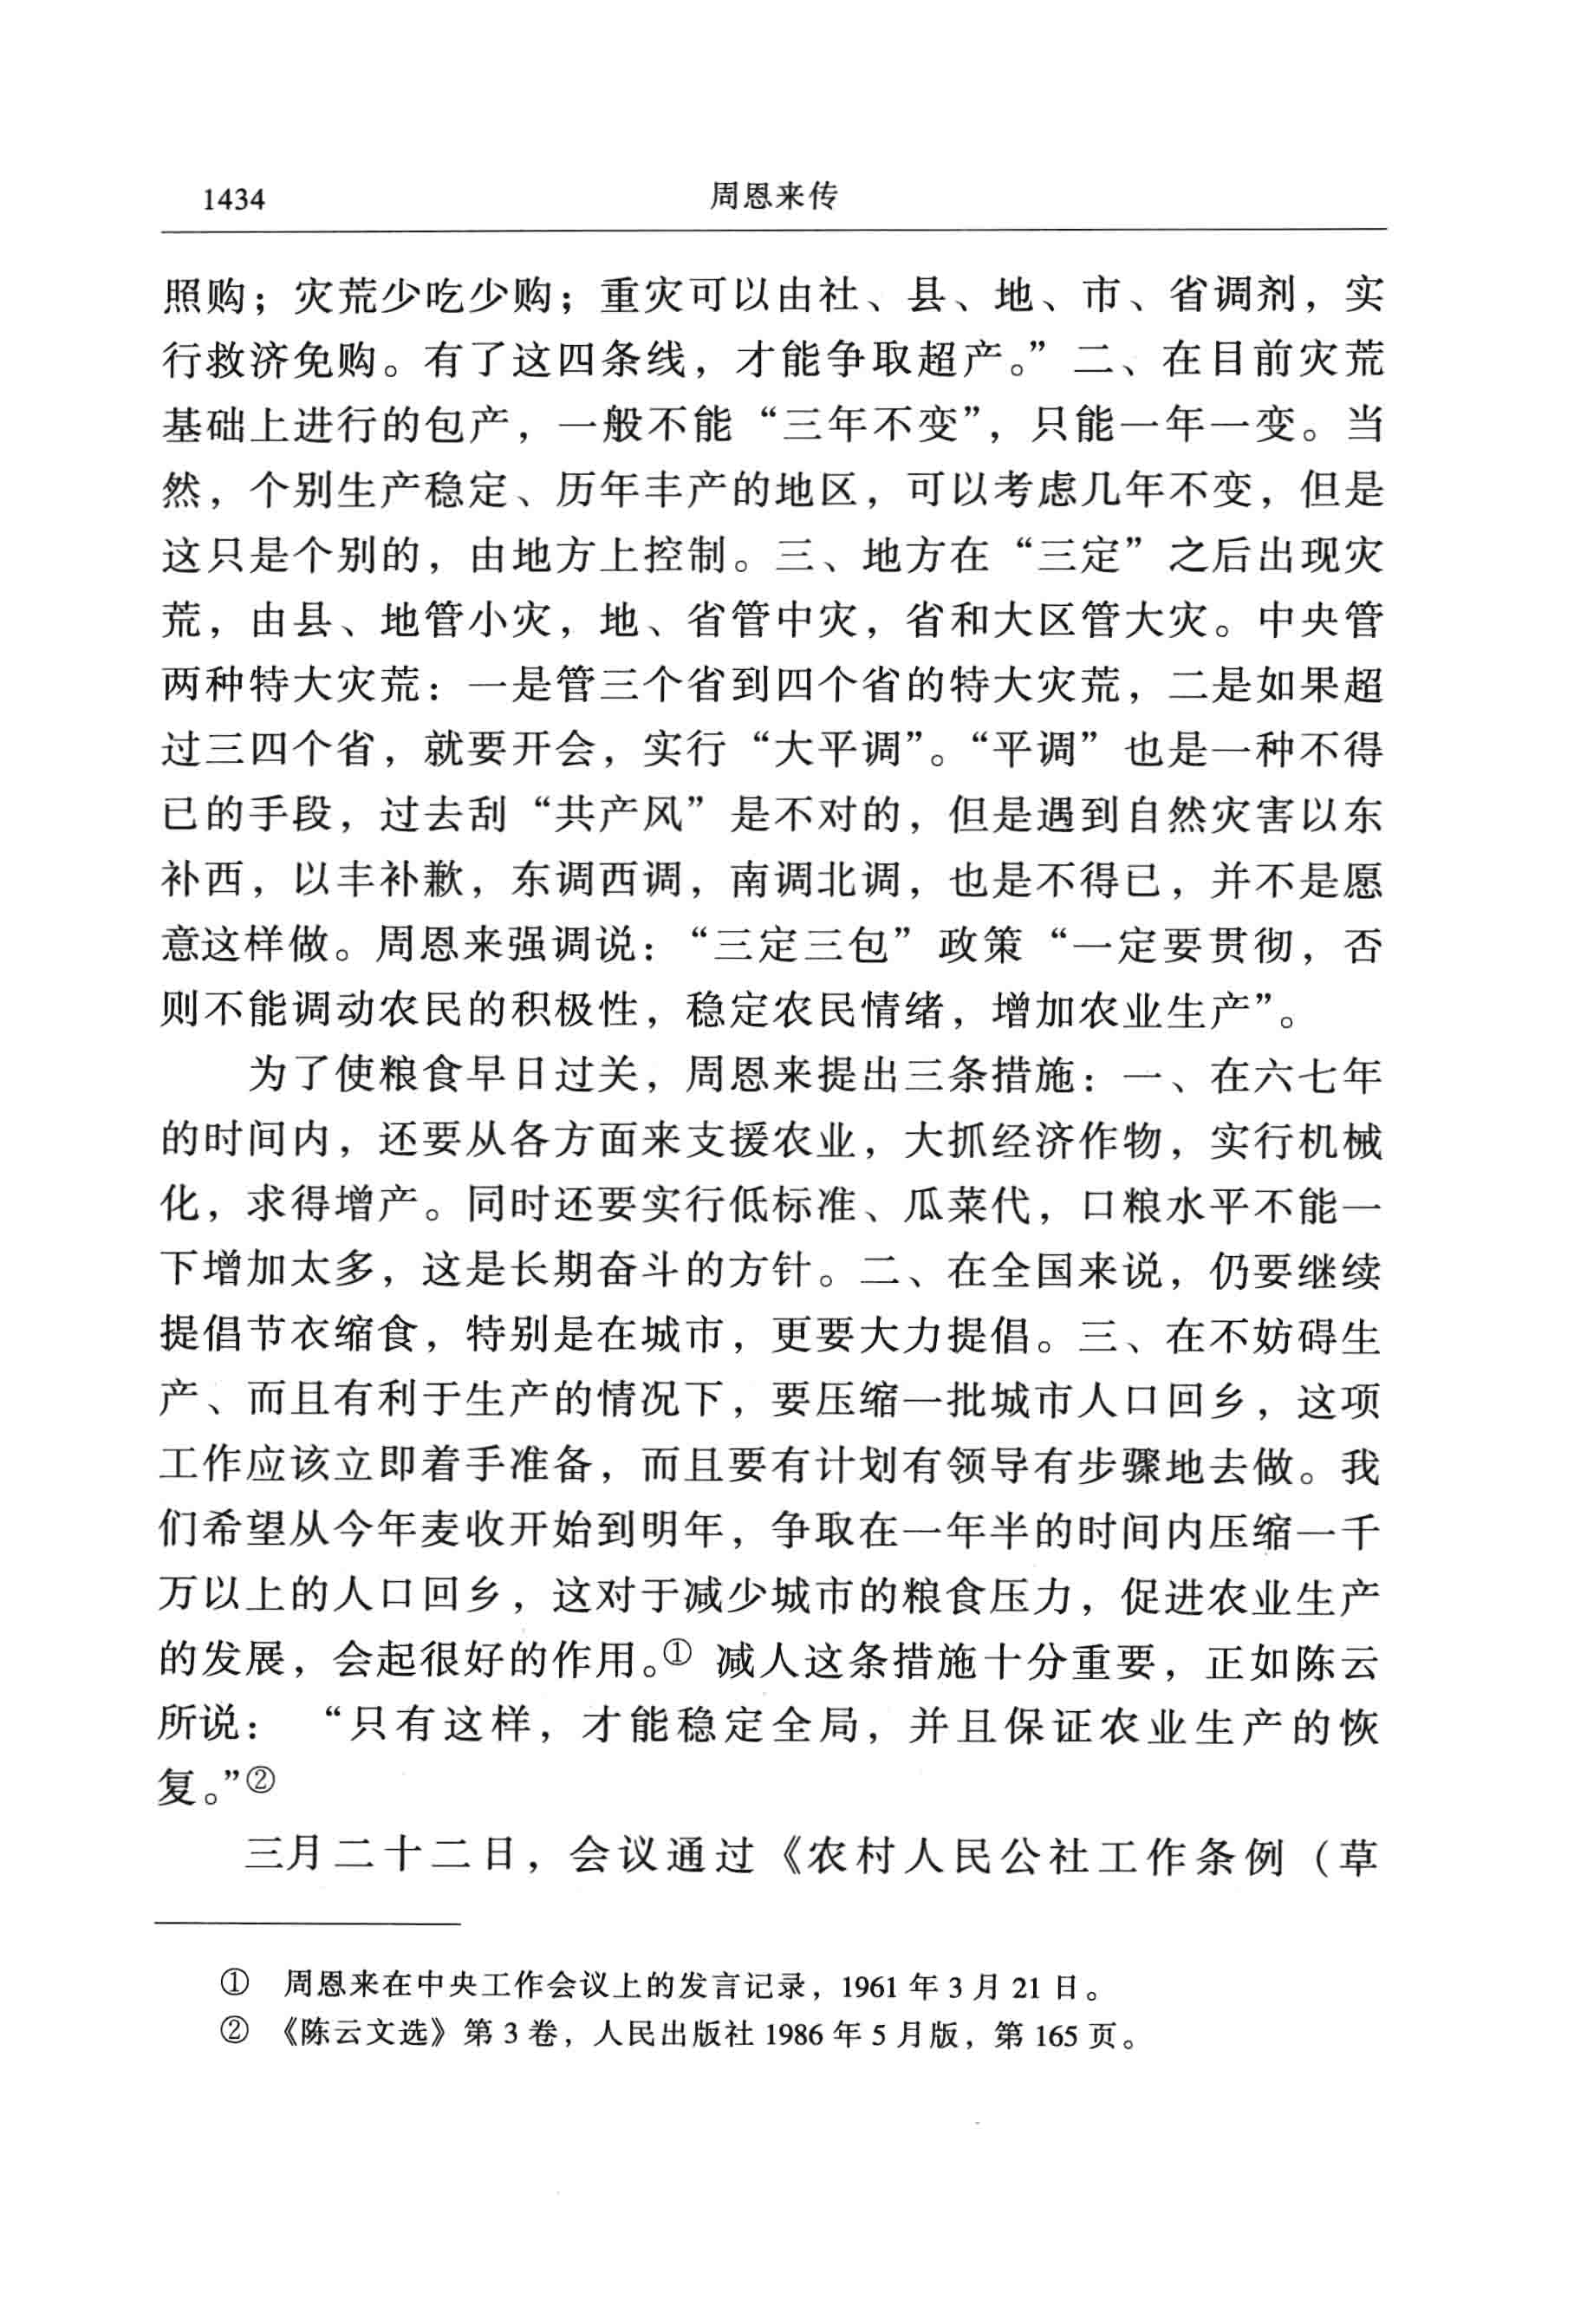 1434 周恩来传
照购；灾荒少吃少购；重灾可以由社、县、地、市、省调剂，实
行救济免购。有了这四条线，才能争取超产。”二、在目前灾荒
基础上进行的包产，一般不能“三年不变”，只能一年一变。当
然，个别生产稳定、历年丰产的地区，可以考虑几年不变，但是
这只是个别的，由地方上控制。三、地方在“三定”之后出现灾
荒，由县、地管小灾，地、省管中灾，省和大区管大灾。中央管
两种特大灾荒：一是管三个省到四个省的特大灾荒，二是如果超
过三四个省，就要开会，实行“大平调”。“平调”也是一种不得
已的手段，过去刮“共产风”是不对的，但是遇到自然灾害以东
补西，以丰补歉，东调西调，南调北调，也是不得已，并不是愿
意这样做。周恩来强调说：“三定三包”政策“一定要贯彻，否
则不能调动农民的积极性，稳定农民情绪，增加农业生产”。
为了使粮食早日过关，周恩来提出三条措施：一、在六七年
的时间内，还要从各方面来支援农业，大抓经济作物，实行机械
化，求得增产。同时还要实行低标准、瓜菜代，口粮水平不能一
下增加太多，这是长期奋斗的方针。二、在全国来说，仍要继续
提倡节衣缩食，特别是在城市，更要大力提倡。三、在不妨碍生
产、而且有利于生产的情况下，要压缩一批城市人口回乡，这项
工作应该立即着手准备，而且要有计划有领导有步骤地去做。我
们希望从今年麦收开始到明年，争取在一年半的时间内压缩一千
万以上的人口回乡，这对于减少城市的粮食压力，促进农业生产
的发展，会起很好的作用。① 减人这条措施十分重要，正如陈云
所说：“只有这样，才能稳定全局，并且保证农业生产的恢
复。”②
三月二十二日，会议通过《农村人民公社工作条例（草
① 周恩来在中央工作会议上的发言记录，1961 年 3 月 21 日。
② 《陈云文选》第 3 卷，人民出版社 1986 年 5 月版，第 165 页。